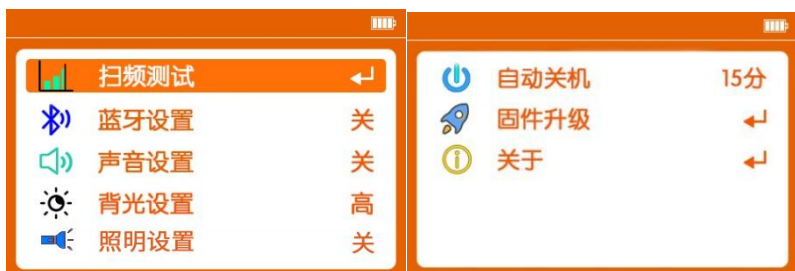 扫频测试
蓝牙设置 关
声音设置 关
背光设置 高
照明设置 关
自动关机 15分
固件升级
关于